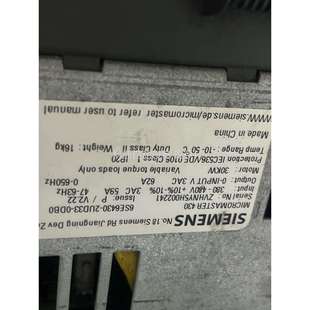 SIEMENS
No.18 Siemens Rd Jiangning Dev
MICROMASTER 430
6SE6430-2UD33-0DB0
Serial No:
Issue: P / V2.22
Input: 380 - 480V +10% -10% 3AC 59A 47-63Hz
0-INPUT V 3AC 62A 0-650Hz
Motor: 30KW Variable torque loads only
Protection IEC536/VDE 0106 Class I IP20
Temp Range -10 - 50°C Duty Class II Weight: 16kg
Made in China
www.siemens.de/micromaster refer to user manual